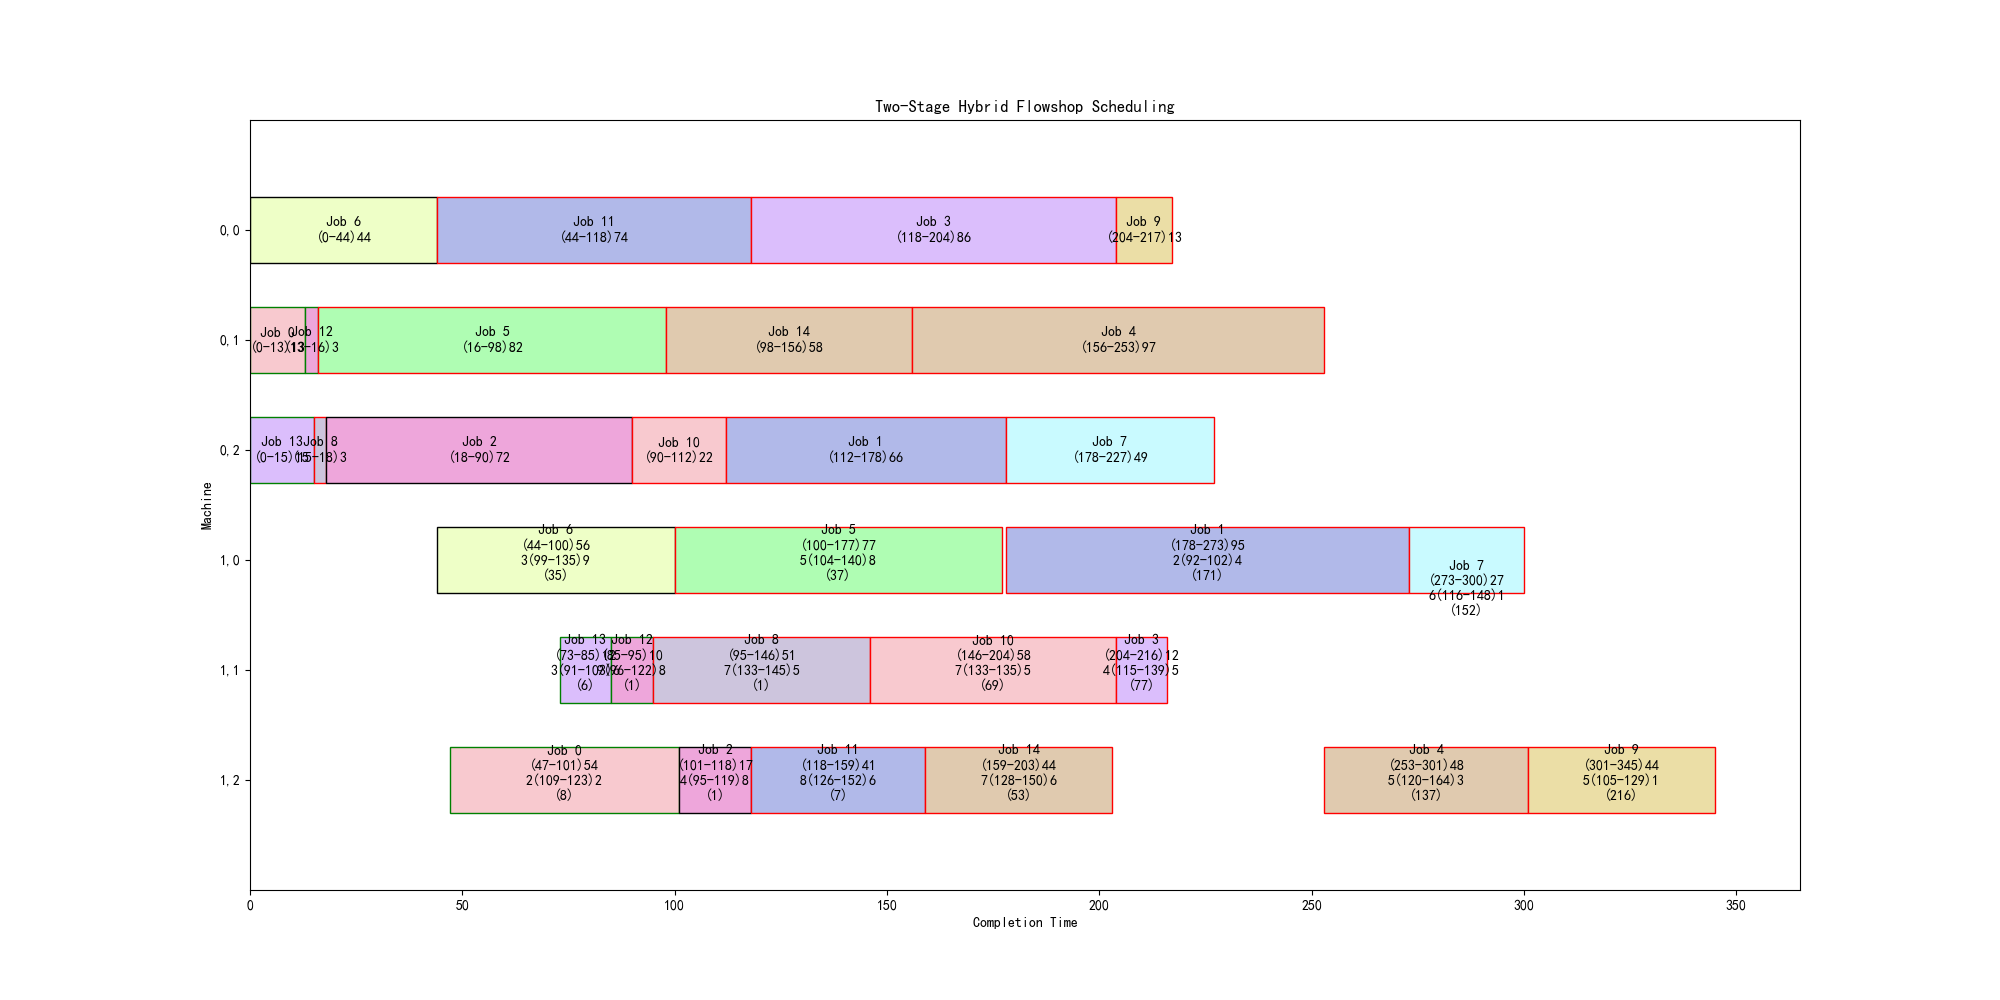 Two-Stage Hybrid Flowshop Scheduling
Machine
0,0
Job 6
(0-44)44
Job 11
(44-118)74
Job 3
(118-204)86
Job 9
(204-217)13
0,1
Job 0
(0-13)13
Job 12
(13-16)3
Job 5
(16-98)82
Job 14
(98-156)58
Job 4
(156-253)97
0,2
Job 13
(0-15)15
Job 8
(15-18)3
Job 2
(18-90)72
Job 10
(90-112)22
Job 1
(112-178)66
Job 7
(178-227)49
1,0
Job 6
(44-100)56
3(99-135)9
(35)
Job 5
(100-177)77
5(104-140)8
(37)
Job 1
(178-273)95
2(92-102)4
(171)
Job 7
(273-300)27
6(116-148)1
(152)
1,1
Job 13
(73-85)12
(6)
Job 12
(85-95)10
(1)
Job 8
(95-146)51
7(133-145)5
(1)
Job 10
(146-204)58
7(133-135)5
(69)
Job 3
(204-216)12
4(115-139)5
(77)
1,2
Job 0
(47-101)54
2(109-123)2
(8)
Job 2
(101-118)17
4(95-119)8
(1)
Job 11
(118-159)41
8(126-152)6
(7)
Job 14
(159-203)44
7(128-150)6
(53)
Job 4
(253-301)48
5(120-164)3
(137)
Job 9
(301-345)44
5(105-129)1
(216)
0
50
100
150
200
250
300
350
Completion Time